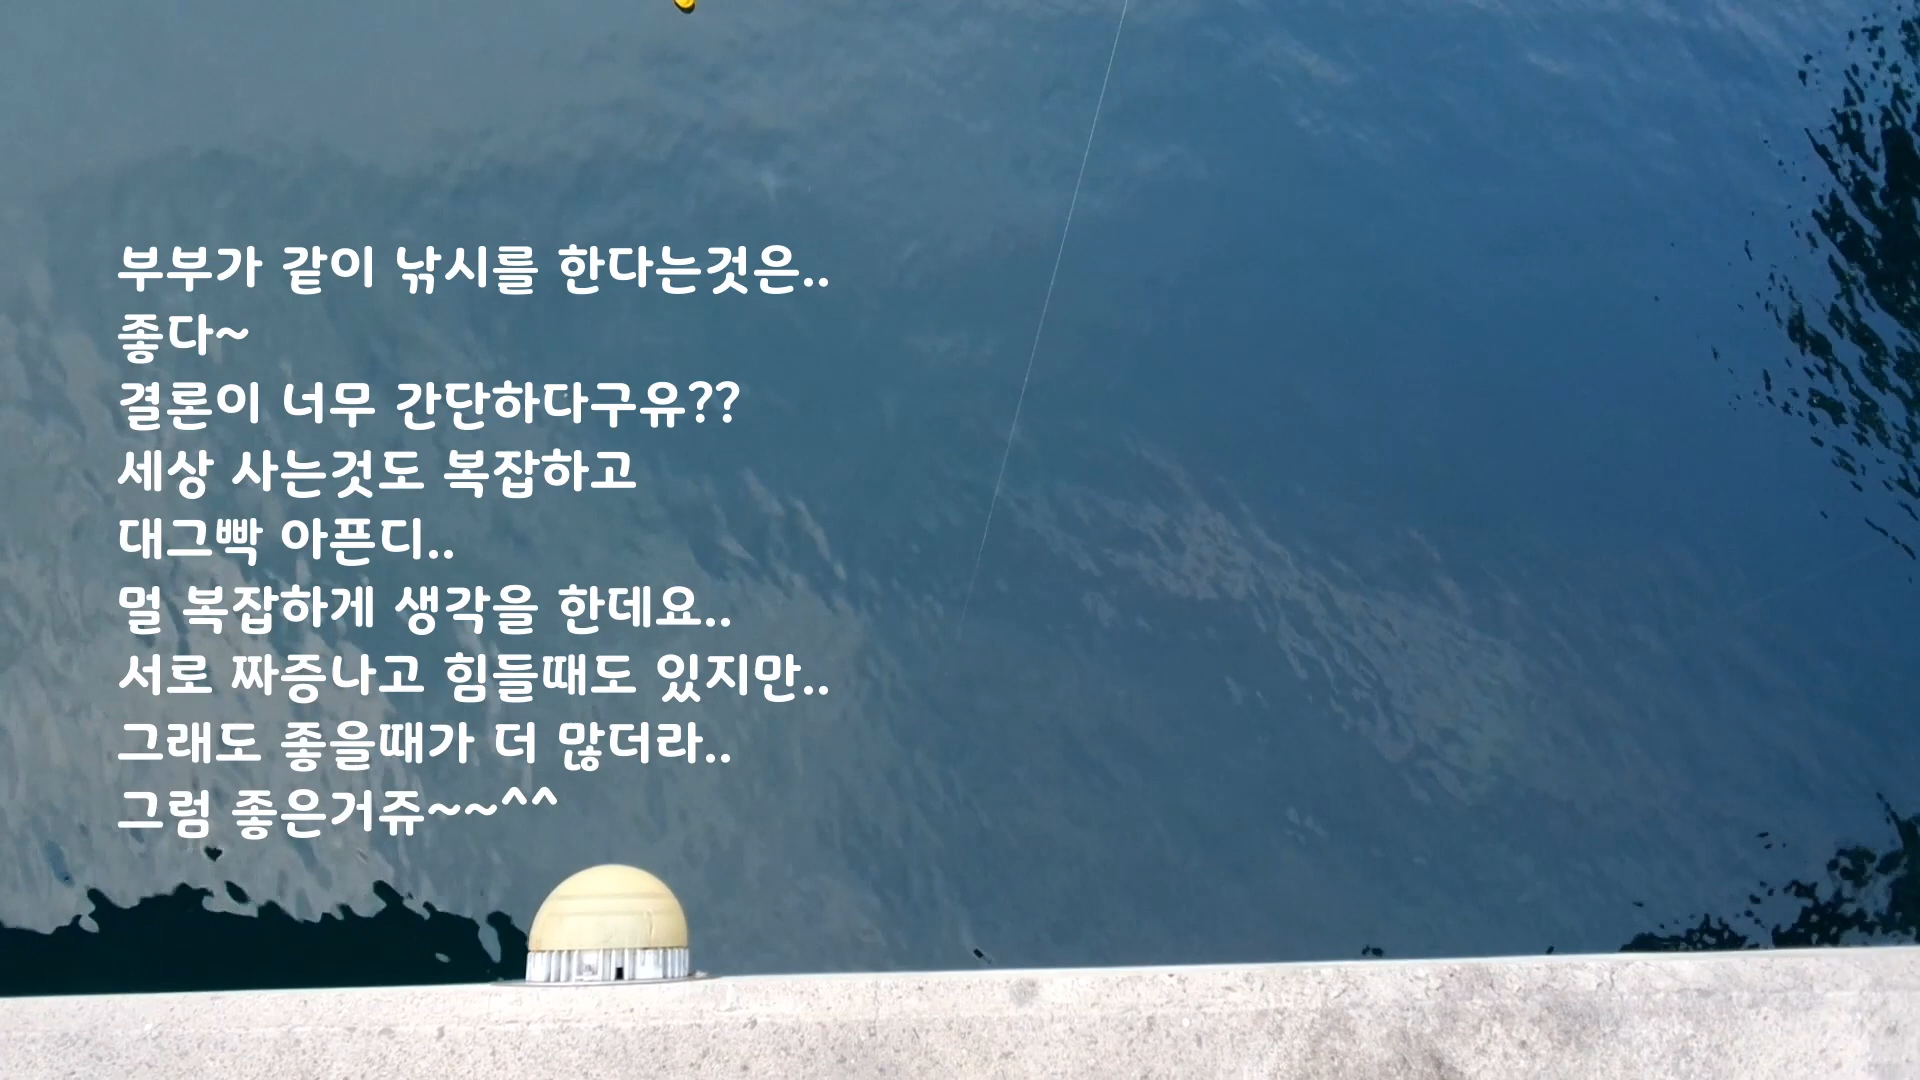 부부가 같이 낚시를 한다는것은..
좋다~
결론이 너무 간단하다구유??
세상 사는것도 복잡하고
대그빡 아픈디..
멀 복잡하게 생각을 한데요..
서로 짜증나고 힘들때도 있지만..
그래도 좋을때가 더 많더라..
그럼 좋은거쥬~~^^